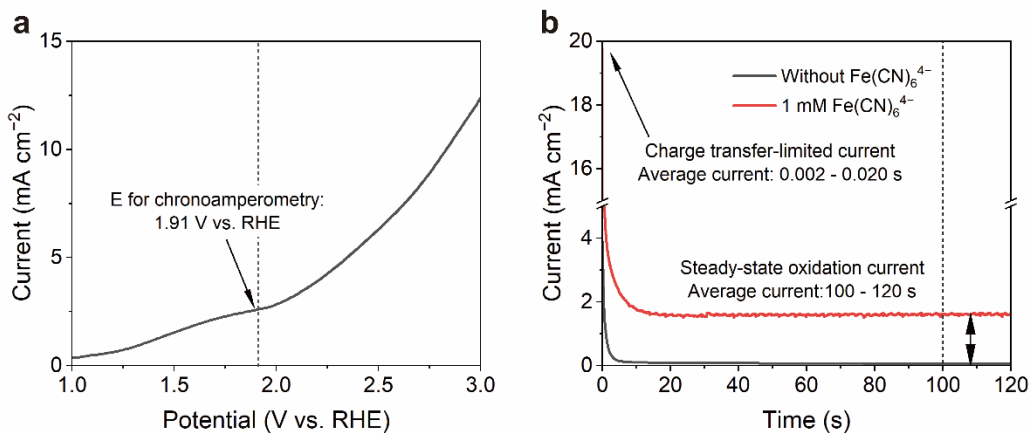 a
15
10
5
0
Current (mA cm⁻²)
E for chronoamperometry:
1.91 V vs. RHE
1.0 1.5 2.0 2.5 3.0
Potential (V vs. RHE)
b
20
18
16
4
2
0
Current (mA cm⁻²)
Without Fe(CN)₆⁴⁻
1 mM Fe(CN)₆⁴⁻
Charge transfer-limited current
Average current: 0.002 - 0.020 s
Steady-state oxidation current
Average current:100 - 120 s
0 20 40 60 80 100 120
Time (s)